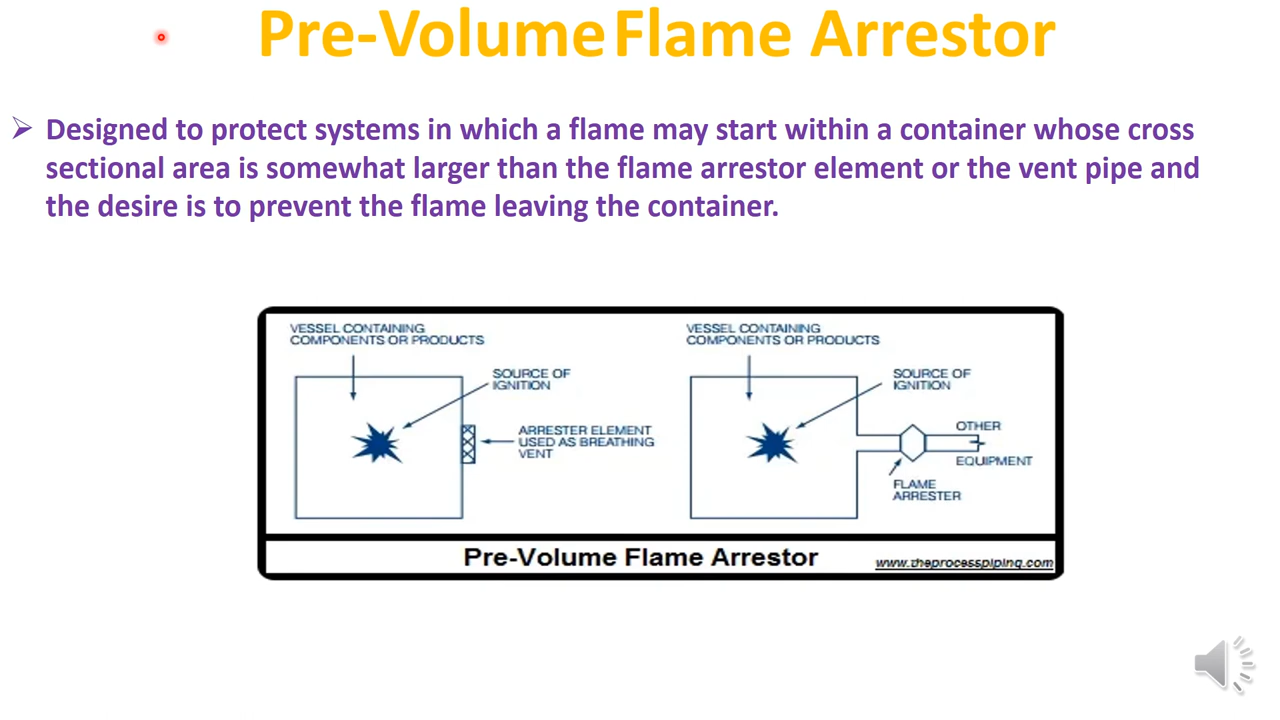 Pre-Volume Flame Arrestor
Designed to protect systems in which a flame may start within a container whose cross
sectional area is somewhat larger than the flame arrestor element or the vent pipe and
the desire is to prevent the flame leaving the container.
VESSEL CONTAINING
COMPONENTS OR PRODUCTS
SOURCE OF
IGNITION
ARRESTER ELEMENT
USED AS BREATHING
VENT
VESSEL CONTAINING
COMPONENTS OR PRODUCTS
SOURCE OF
IGNITION
OTHER
EQUIPMENT
FLAME
ARRESTER
Pre-Volume Flame Arrestor
www.theprocesspiping.com